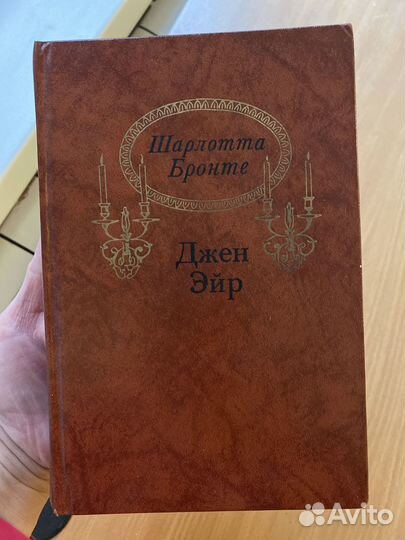 Шарлотта
Бронте
Джен
Эйр
Avito